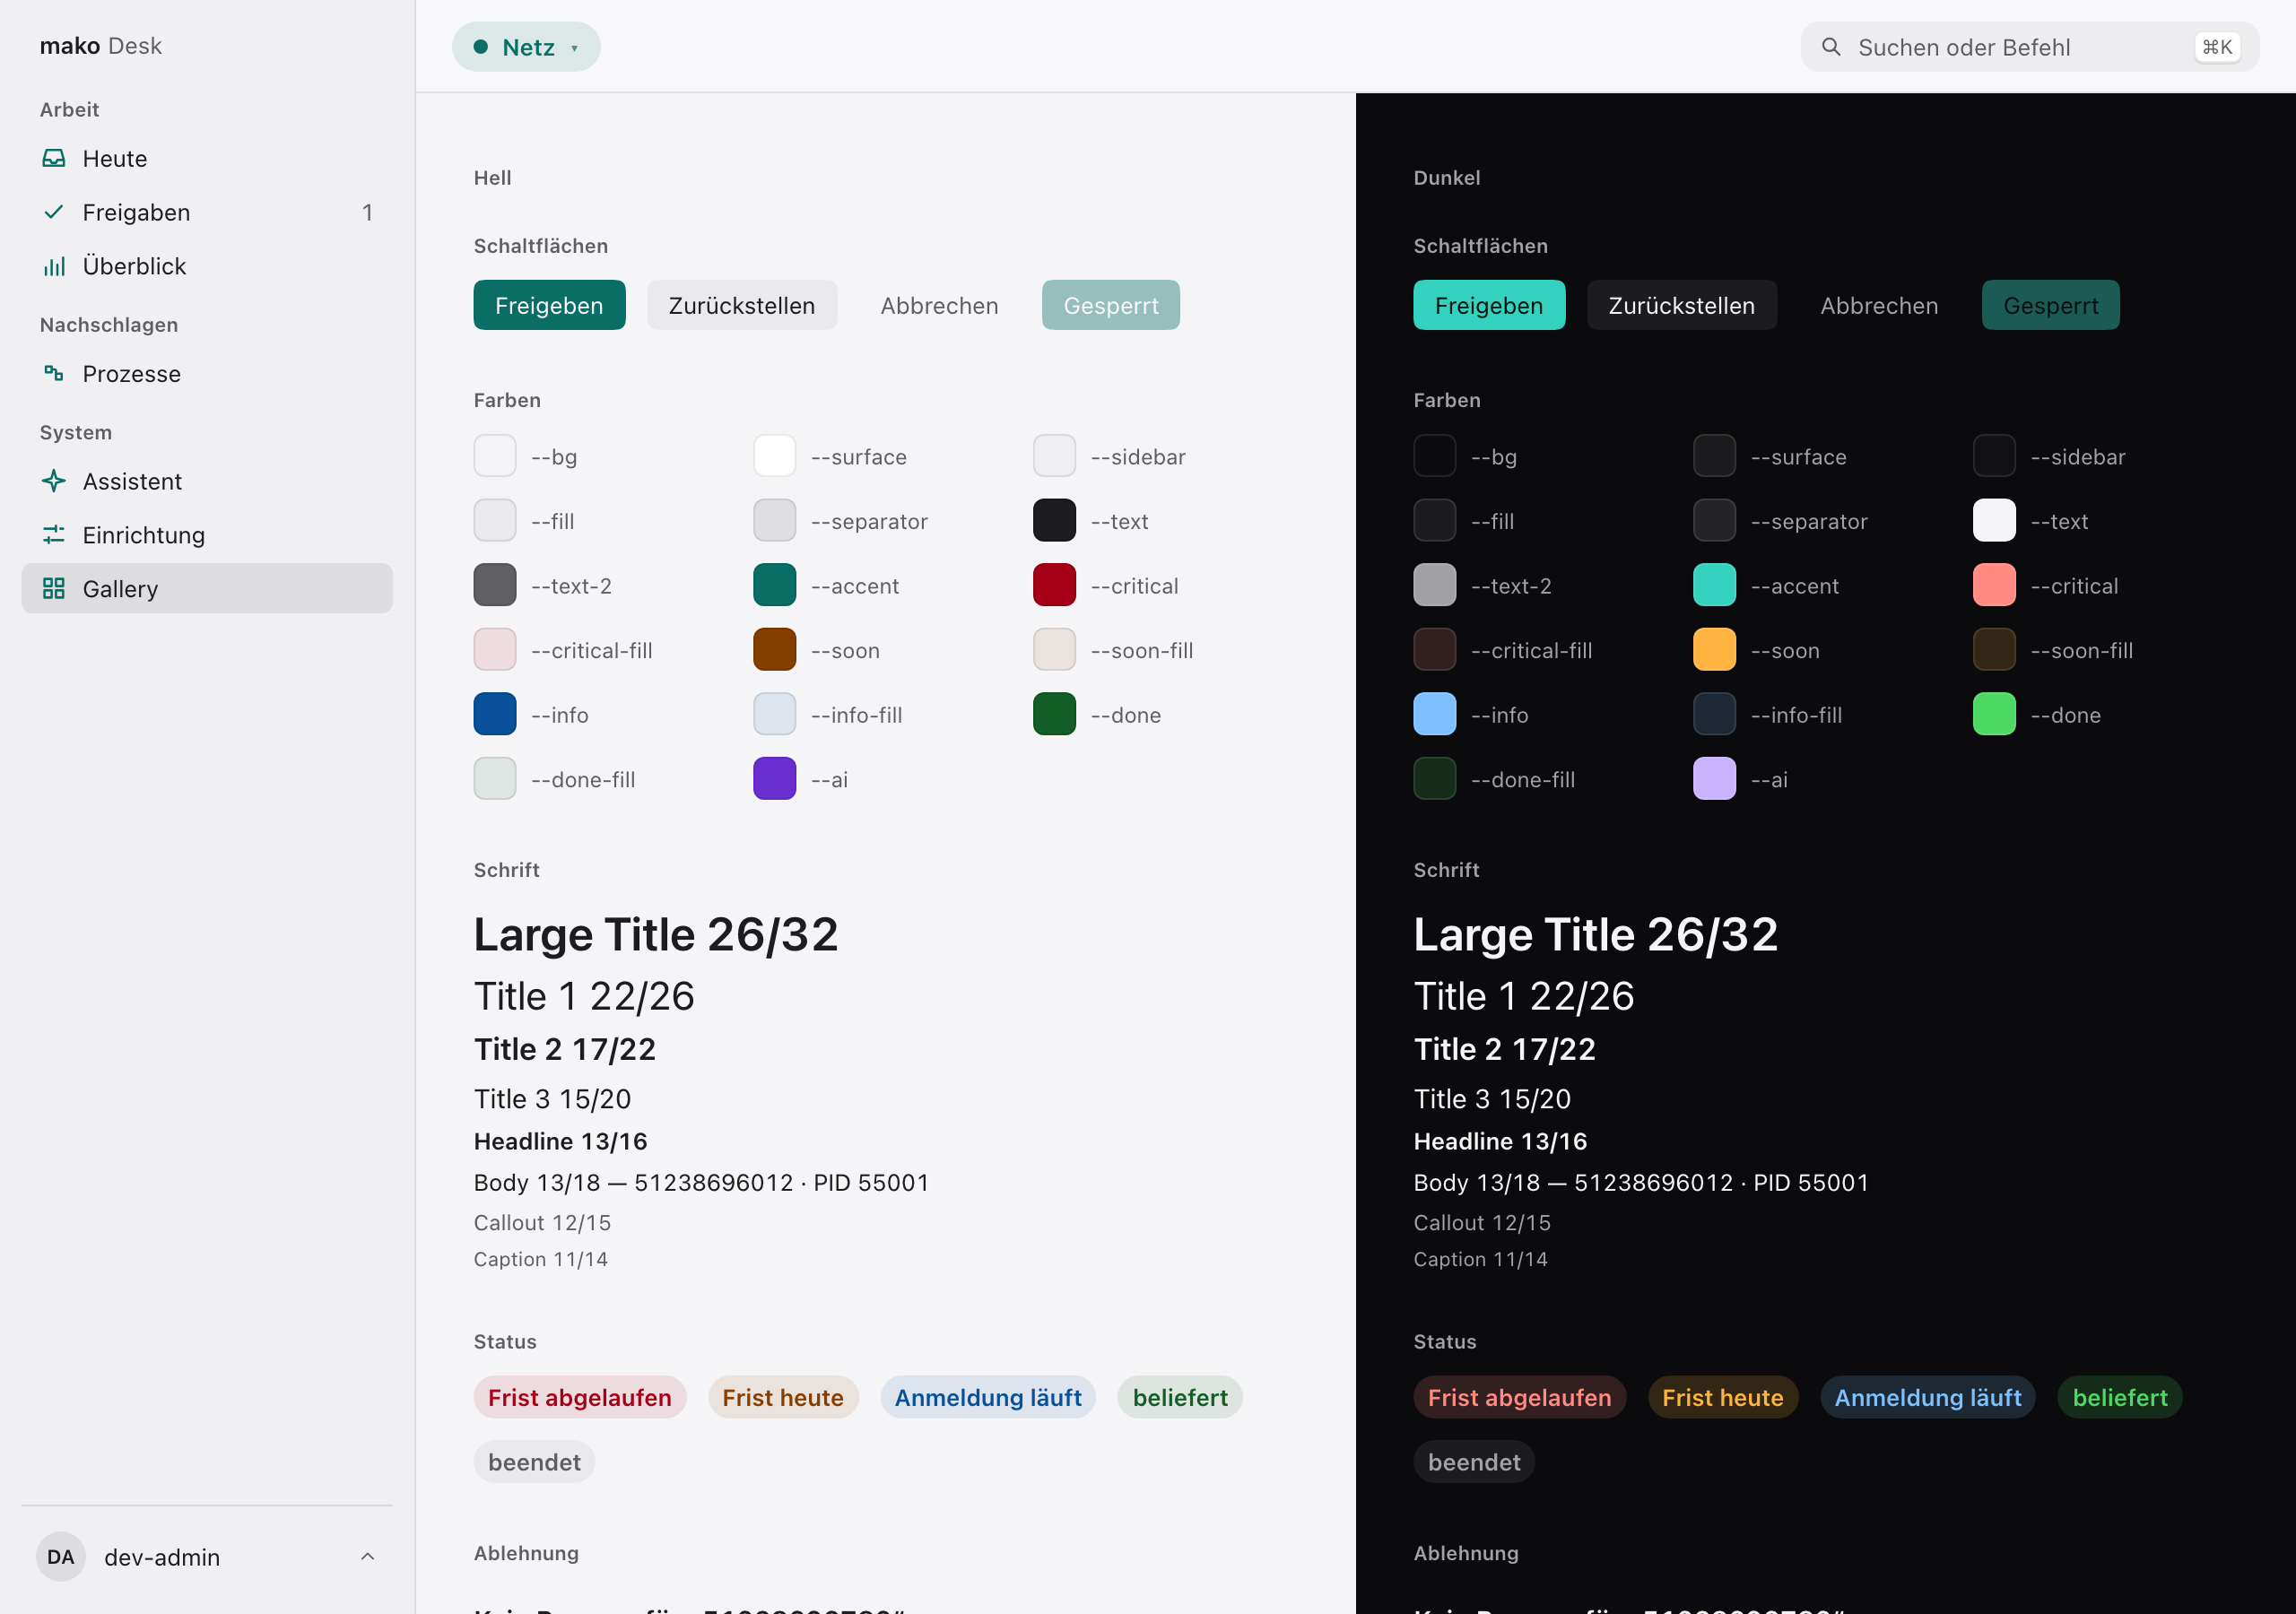 mako Desk
Arbeit
Heute
Freigaben 1
Überblick
Nachschlagen
Prozesse
System
Assistent
Einrichtung
Gallery
DA dev-admin
Netz
Suchen oder Befehl ⌘K
Hell
Schaltflächen
Freigeben Zurückstellen Abbrechen Gesperrt
Farben
--bg --surface --sidebar
--fill --separator --text
--text-2 --accent --critical
--critical-fill --soon --soon-fill
--info --info-fill --done
--done-fill --ai
Schrift
Large Title 26/32
Title 1 22/26
Title 2 17/22
Title 3 15/20
Headline 13/16
Body 13/18 — 51238696012 · PID 55001
Callout 12/15
Caption 11/14
Status
Frist abgelaufen Frist heute Anmeldung läuft beliefert
beendet
Ablehnung
Dunkel
Schaltflächen
Freigeben Zurückstellen Abbrechen Gesperrt
Farben
--bg --surface --sidebar
--fill --separator --text
--text-2 --accent --critical
--critical-fill --soon --soon-fill
--info --info-fill --done
--done-fill --ai
Schrift
Large Title 26/32
Title 1 22/26
Title 2 17/22
Title 3 15/20
Headline 13/16
Body 13/18 — 51238696012 · PID 55001
Callout 12/15
Caption 11/14
Status
Frist abgelaufen Frist heute Anmeldung läuft beliefert
beendet
Ablehnung